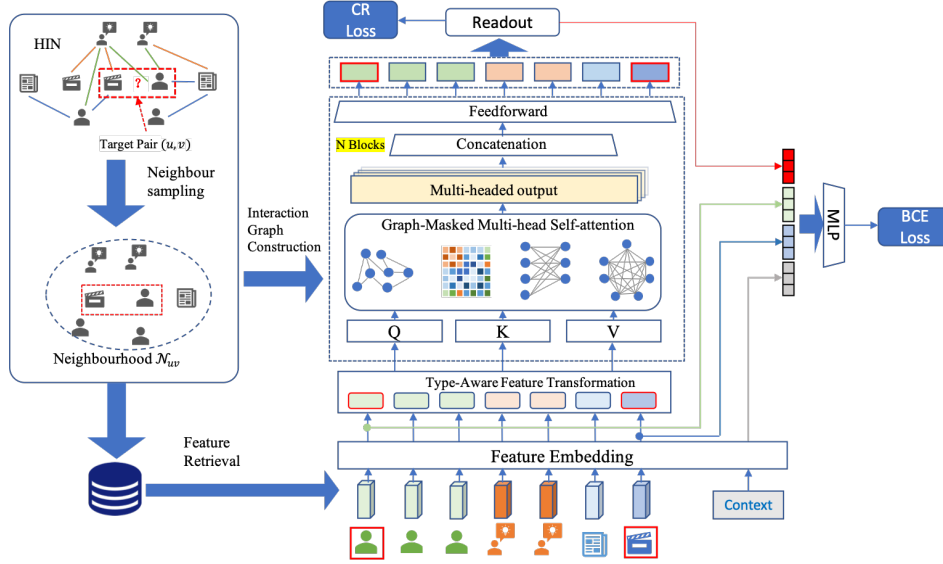 HIN
?
Target Pair (u, v)
Neighbour
sampling
Neighbourhood 𝒩uv
Interaction
Graph
Construction
Feature
Retrieval
CR
Loss
Readout
Feedforward
N Blocks
Concatenation
Multi-headed output
Graph-Masked Multi-head Self-attention
Q
K
V
Type-Aware Feature Transformation
Feature Embedding
Context
MLP
BCE
Loss